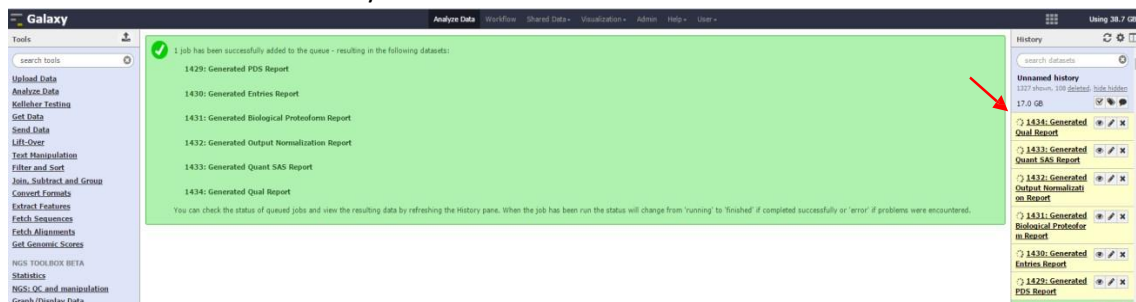 Galaxy
Analyze Data Workflow Shared Data Visualization Admin Help User
Using 38.7 GB
Tools
search tools
Upload Data
Analyze Data
Kelleher Testing
Get Data
Send Data
Lift-Over
Text Manipulation
Filter and Sort
Join, Subtract and Group
Convert Formats
Extract Features
Fetch Sequences
Fetch Alignments
Get Genomic Scores
NGS TOOLBOX BETA
Statistics
NGS: QC and manipulation
Graph/Display Data
1 job has been successfully added to the queue - resulting in the following datasets:
1429: Generated PDS Report
1430: Generated Entries Report
1431: Generated Biological Proteoform Report
1432: Generated Output Normalization Report
1433: Generated Quant SAS Report
1434: Generated Qual Report
You can check the status of queued jobs and view the resulting data by refreshing the History pane. When the job has been run the status will change from 'running' to 'finished' if completed successfully or 'error' if problems were encountered.
History
search datasets
Unnamed history
1327 shown, 108 deleted, hide hidden
17.0 GB
1434: Generated
Qual Report
1433: Generated
Quant SAS Report
1432: Generated
Output Normalizati
on Report
1431: Generated
Biological Proteofor
m Report
1430: Generated
Entries Report
1429: Generated
PDS Report